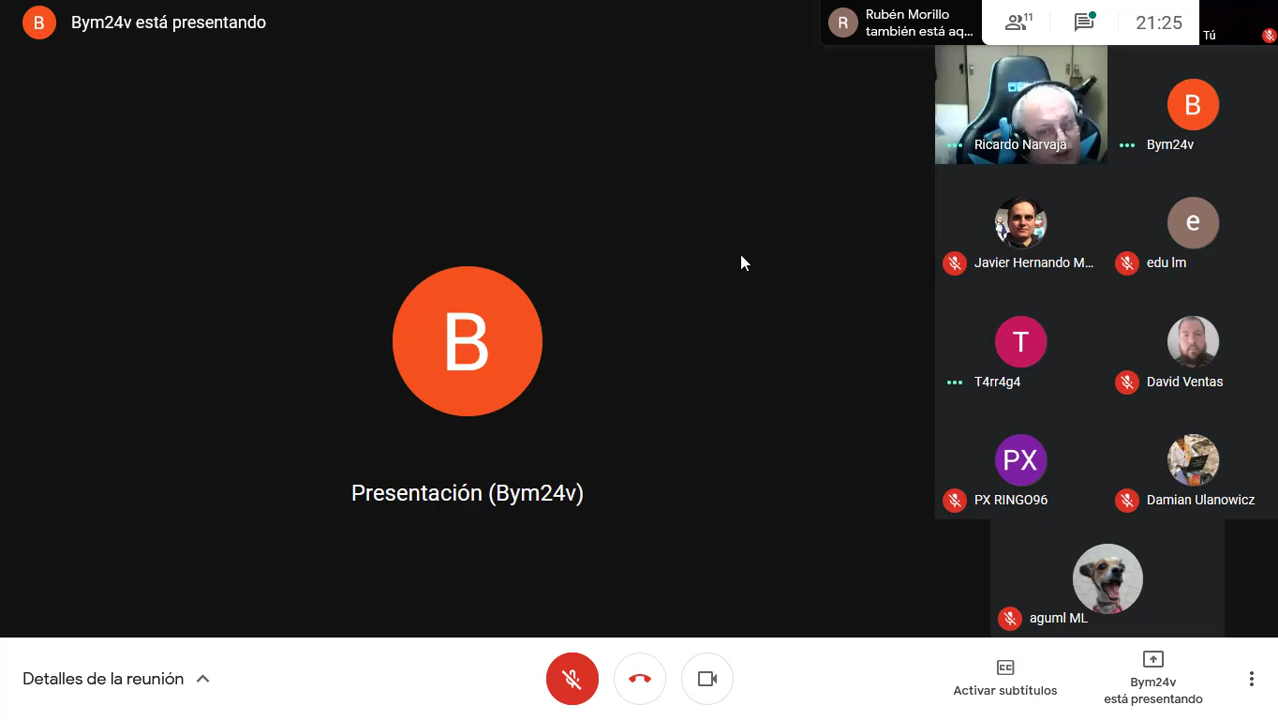 B
Bym24v está presentando
R
Rubén Morillo
también está aq...
11
21:25
Tú
Ricardo Narvaja
B
Bym24v
Javier Hernando M...
e
edu lm
T
T4rr4g4
David Ventas
PX
PX RINGO96
Damian Ulanowicz
aguml ML
B
Presentación (Bym24v)
Detalles de la reunión
CC
Activar subtítulos
Bym24v
está presentando